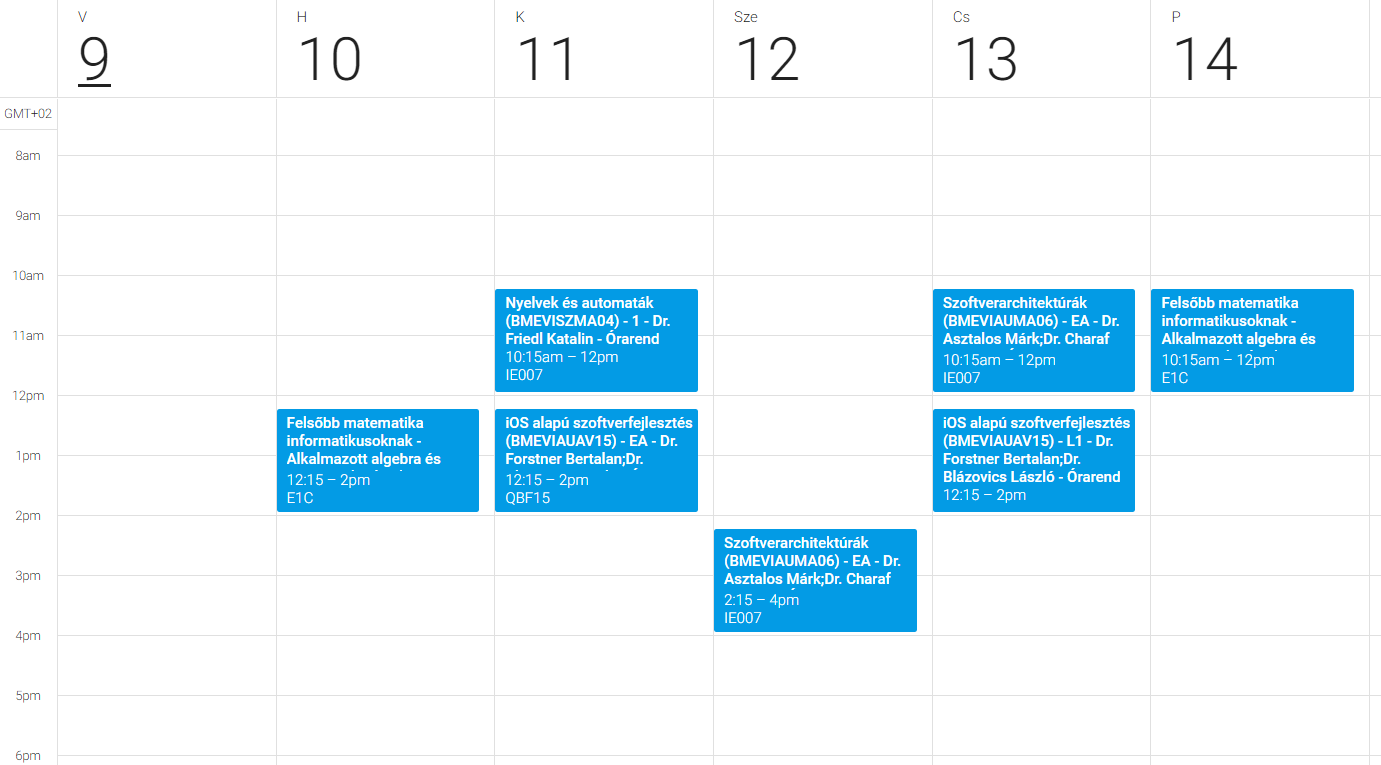 V
9
H
10
K
11
Sze
12
Cs
13
P
14
GMT+02
8am
9am
10am
11am
12pm
1pm
2pm
3pm
4pm
5pm
6pm
Felsőbb matematika
informatikusoknak -
Alkalmazott algebra és
12:15 – 2pm
E1C
Nyelvek és automaták
(BMEVISZMA04) - 1 - Dr.
Friedl Katalin - Órarend
10:15am – 12pm
IE007
iOS alapú szoftverfejlesztés
(BMEVIAUAV15) - EA - Dr.
Forstner Bertalan;Dr.
12:15 – 2pm
QBF15
Szoftverarchitektúrák
(BMEVIAUMA06) - EA - Dr.
Asztalos Márk;Dr. Charaf
2:15 – 4pm
IE007
Szoftverarchitektúrák
(BMEVIAUMA06) - EA - Dr.
Asztalos Márk;Dr. Charaf
10:15am – 12pm
IE007
iOS alapú szoftverfejlesztés
(BMEVIAUAV15) - L1 - Dr.
Forstner Bertalan;Dr.
Blázovics László - Órarend
12:15 – 2pm
Felsőbb matematika
informatikusoknak -
Alkalmazott algebra és
10:15am – 12pm
E1C